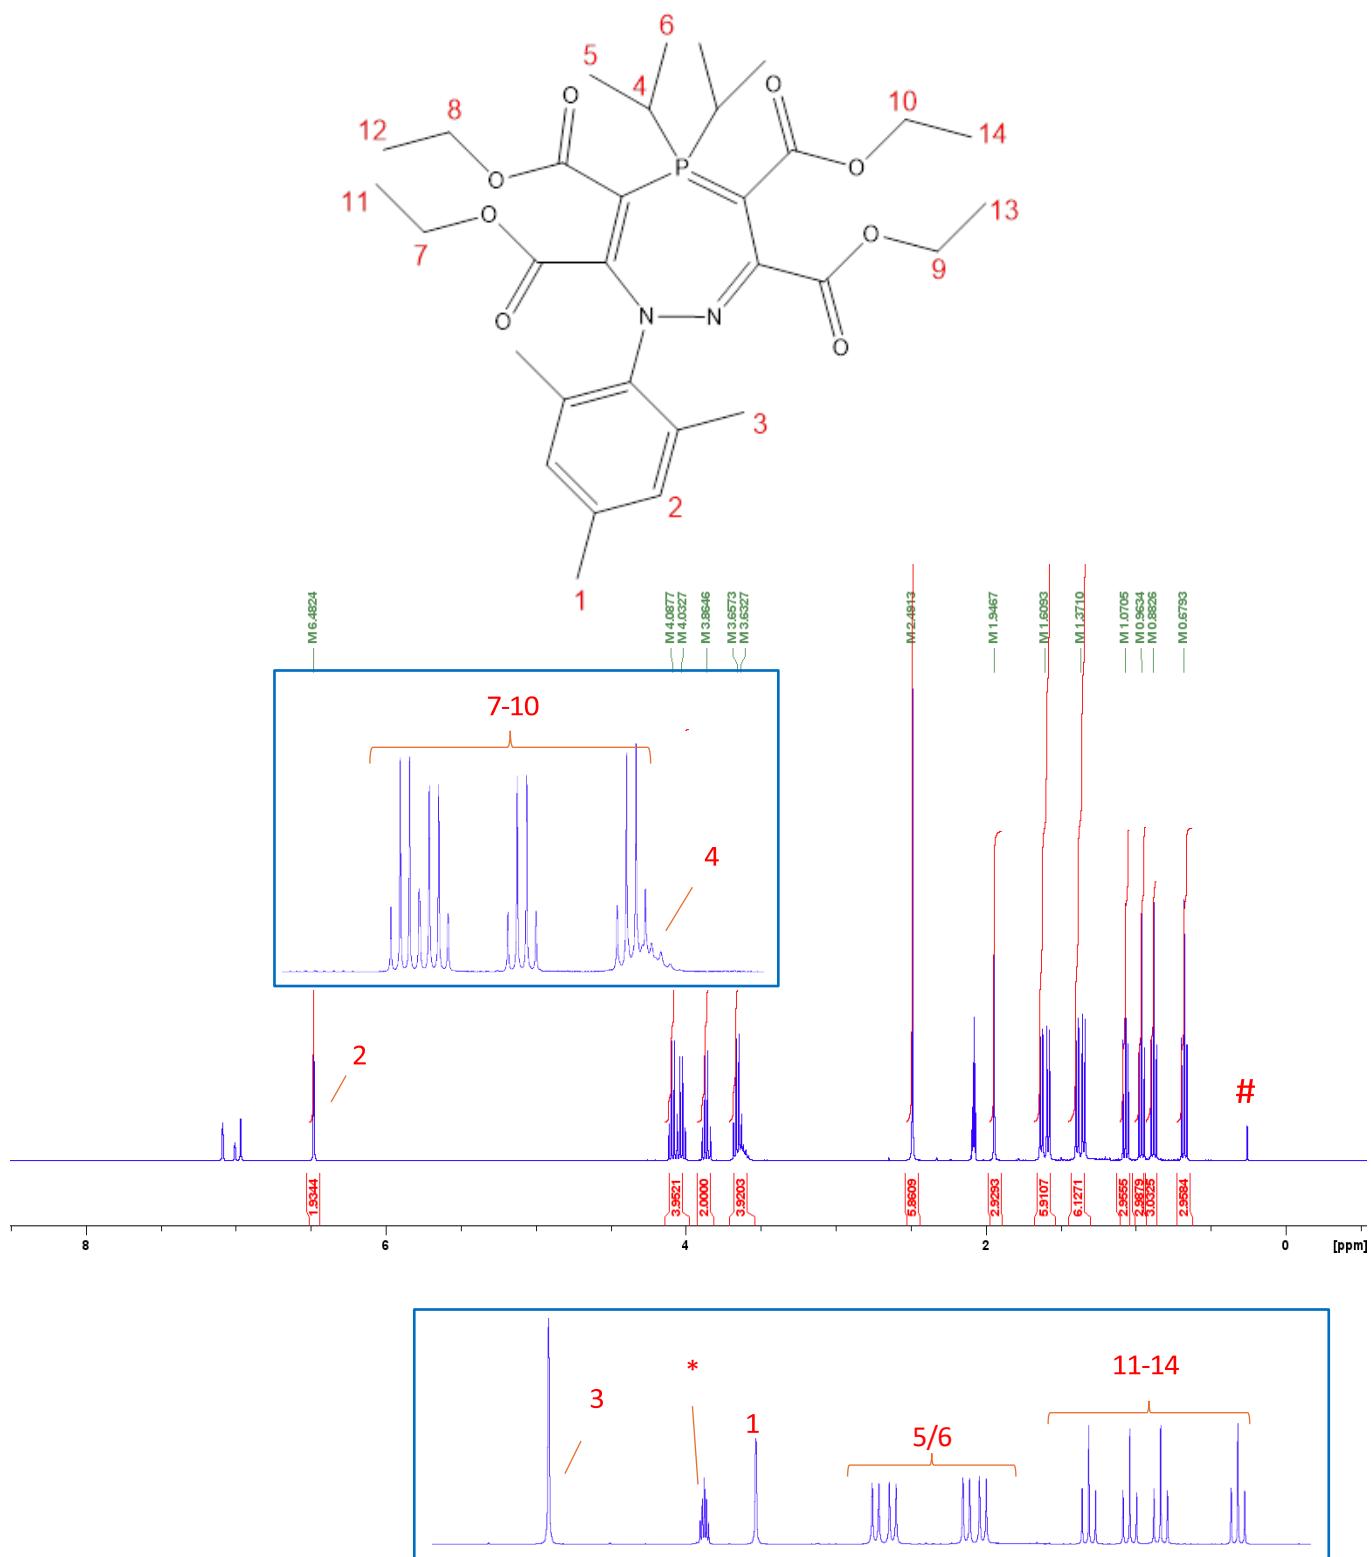 6
5
4
8
O
O
10
12
14
P
O
O
11
O
13
O
7
9
N
N
O
O
3
2
1
M 6.4824
M 4.0877
M 4.0327
M 3.8646
M 3.6573
M 3.6327
M 2.4913
M 1.9467
M 1.6093
M 1.3710
M 1.0705
M 0.9634
M 0.8826
M 0.6793
7-10
4
2
#
1.9344
3.9521
2.0000
3.9203
5.8609
2.9293
5.9107
6.1271
2.9555
2.9879
3.0325
2.9584
8
6
4
2
0
[ppm]
3
*
1
5/6
11-14